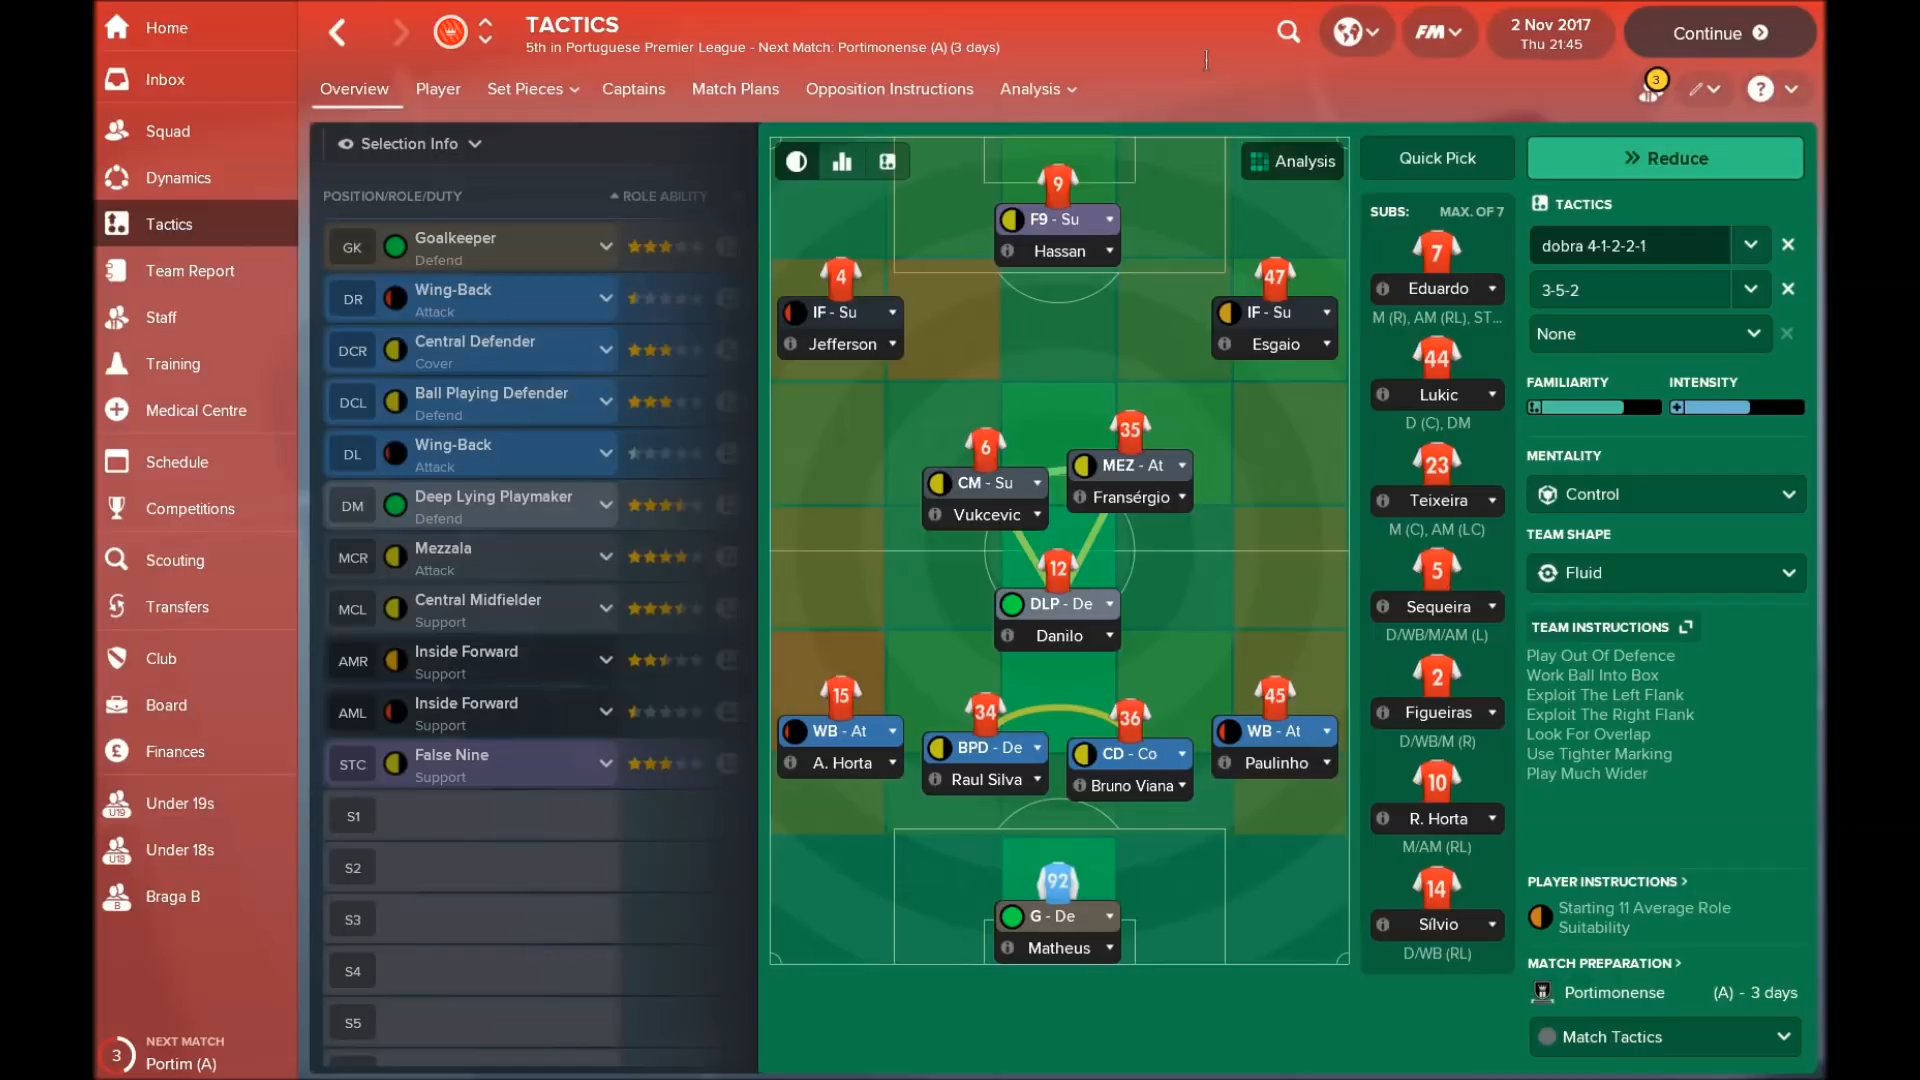 Home
Inbox
Squad
Dynamics
Tactics
Team Report
Staff
Training
Medical Centre
Schedule
Competitions
Scouting
Transfers
Club
Board
Finances
U19
Under 19s
U18
Under 18s
B
Braga B
3
NEXT MATCH
Portim (A)
TACTICS
5th in Portuguese Premier League - Next Match: Portimonense (A) (3 days)
FM
2 Nov 2017
Thu 21:45
Continue
Overview
Player
Set Pieces
Captains
Match Plans
Opposition Instructions
Analysis
3
?
Selection Info
POSITION/ROLE/DUTY
ROLE ABILITY
GK
Goalkeeper
Defend
DR
Wing-Back
Attack
DCR
Central Defender
Cover
DCL
Ball Playing Defender
Defend
DL
Wing-Back
Attack
DM
Deep Lying Playmaker
Defend
MCR
Mezzala
Attack
MCL
Central Midfielder
Support
AMR
Inside Forward
Support
AML
Inside Forward
Support
STC
False Nine
Support
S1
S2
S3
S4
S5
Analysis
9
F9 - Su
Hassan
4
IF - Su
Jefferson
47
IF - Su
Esgaio
6
CM - Su
Vukcevic
35
MEZ - At
Fransérgio
12
DLP - De
Danilo
15
WB - At
A. Horta
34
BPD - De
Raul Silva
36
CD - Co
Bruno Viana
45
WB - At
Paulinho
92
G - De
Matheus
Quick Pick
SUBS:
MAX. OF 7
7
Eduardo
M (R), AM (RL), ST...
44
Lukic
D (C), DM
23
Teixeira
M (C), AM (LC)
5
Sequeira
D/WB/M/AM (L)
2
Figueiras
D/WB/M (R)
10
R. Horta
M/AM (RL)
14
Sílvio
D/WB (RL)
Reduce
TACTICS
dobra 4-1-2-2-1
3-5-2
None
FAMILIARITY
INTENSITY
MENTALITY
Control
TEAM SHAPE
Fluid
TEAM INSTRUCTIONS
Play Out Of Defence
Work Ball Into Box
Exploit The Left Flank
Exploit The Right Flank
Look For Overlap
Use Tighter Marking
Play Much Wider
PLAYER INSTRUCTIONS >
Starting 11 Average Role
Suitability
MATCH PREPARATION >
Portimonense
(A) - 3 days
Match Tactics